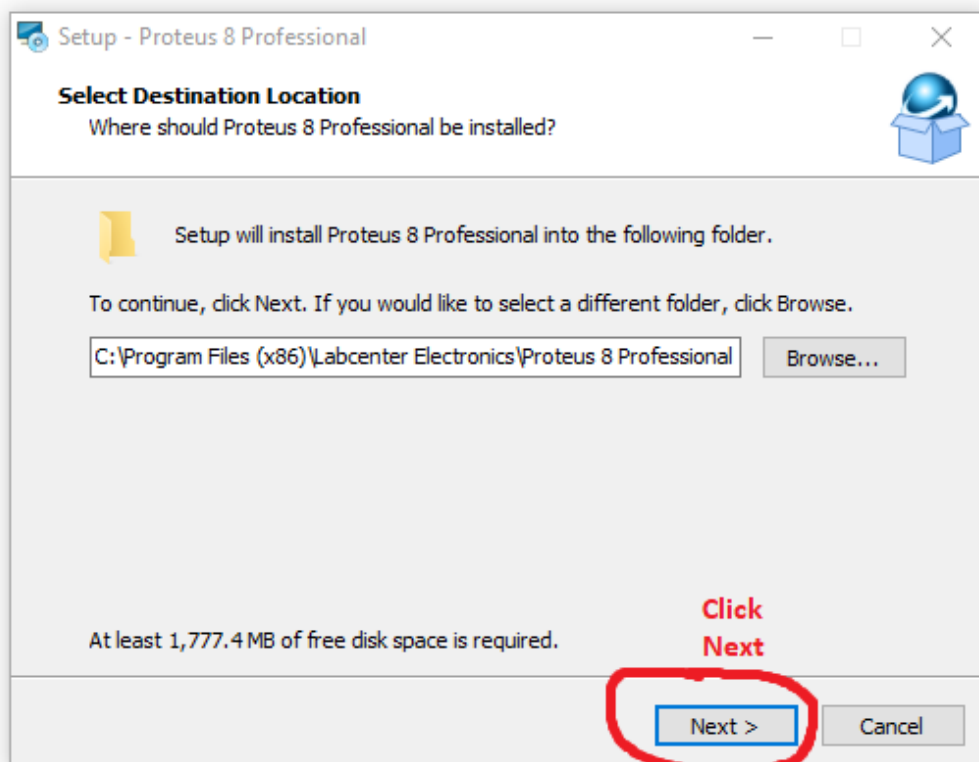 Setup - Proteus 8 Professional
Select Destination Location
Where should Proteus 8 Professional be installed?
Setup will install Proteus 8 Professional into the following folder.
To continue, click Next. If you would like to select a different folder, click Browse.
C:\Program Files (x86)\Labcenter Electronics\Proteus 8 Professional
Browse...
At least 1,777.4 MB of free disk space is required.
Click
Next
Next >
Cancel